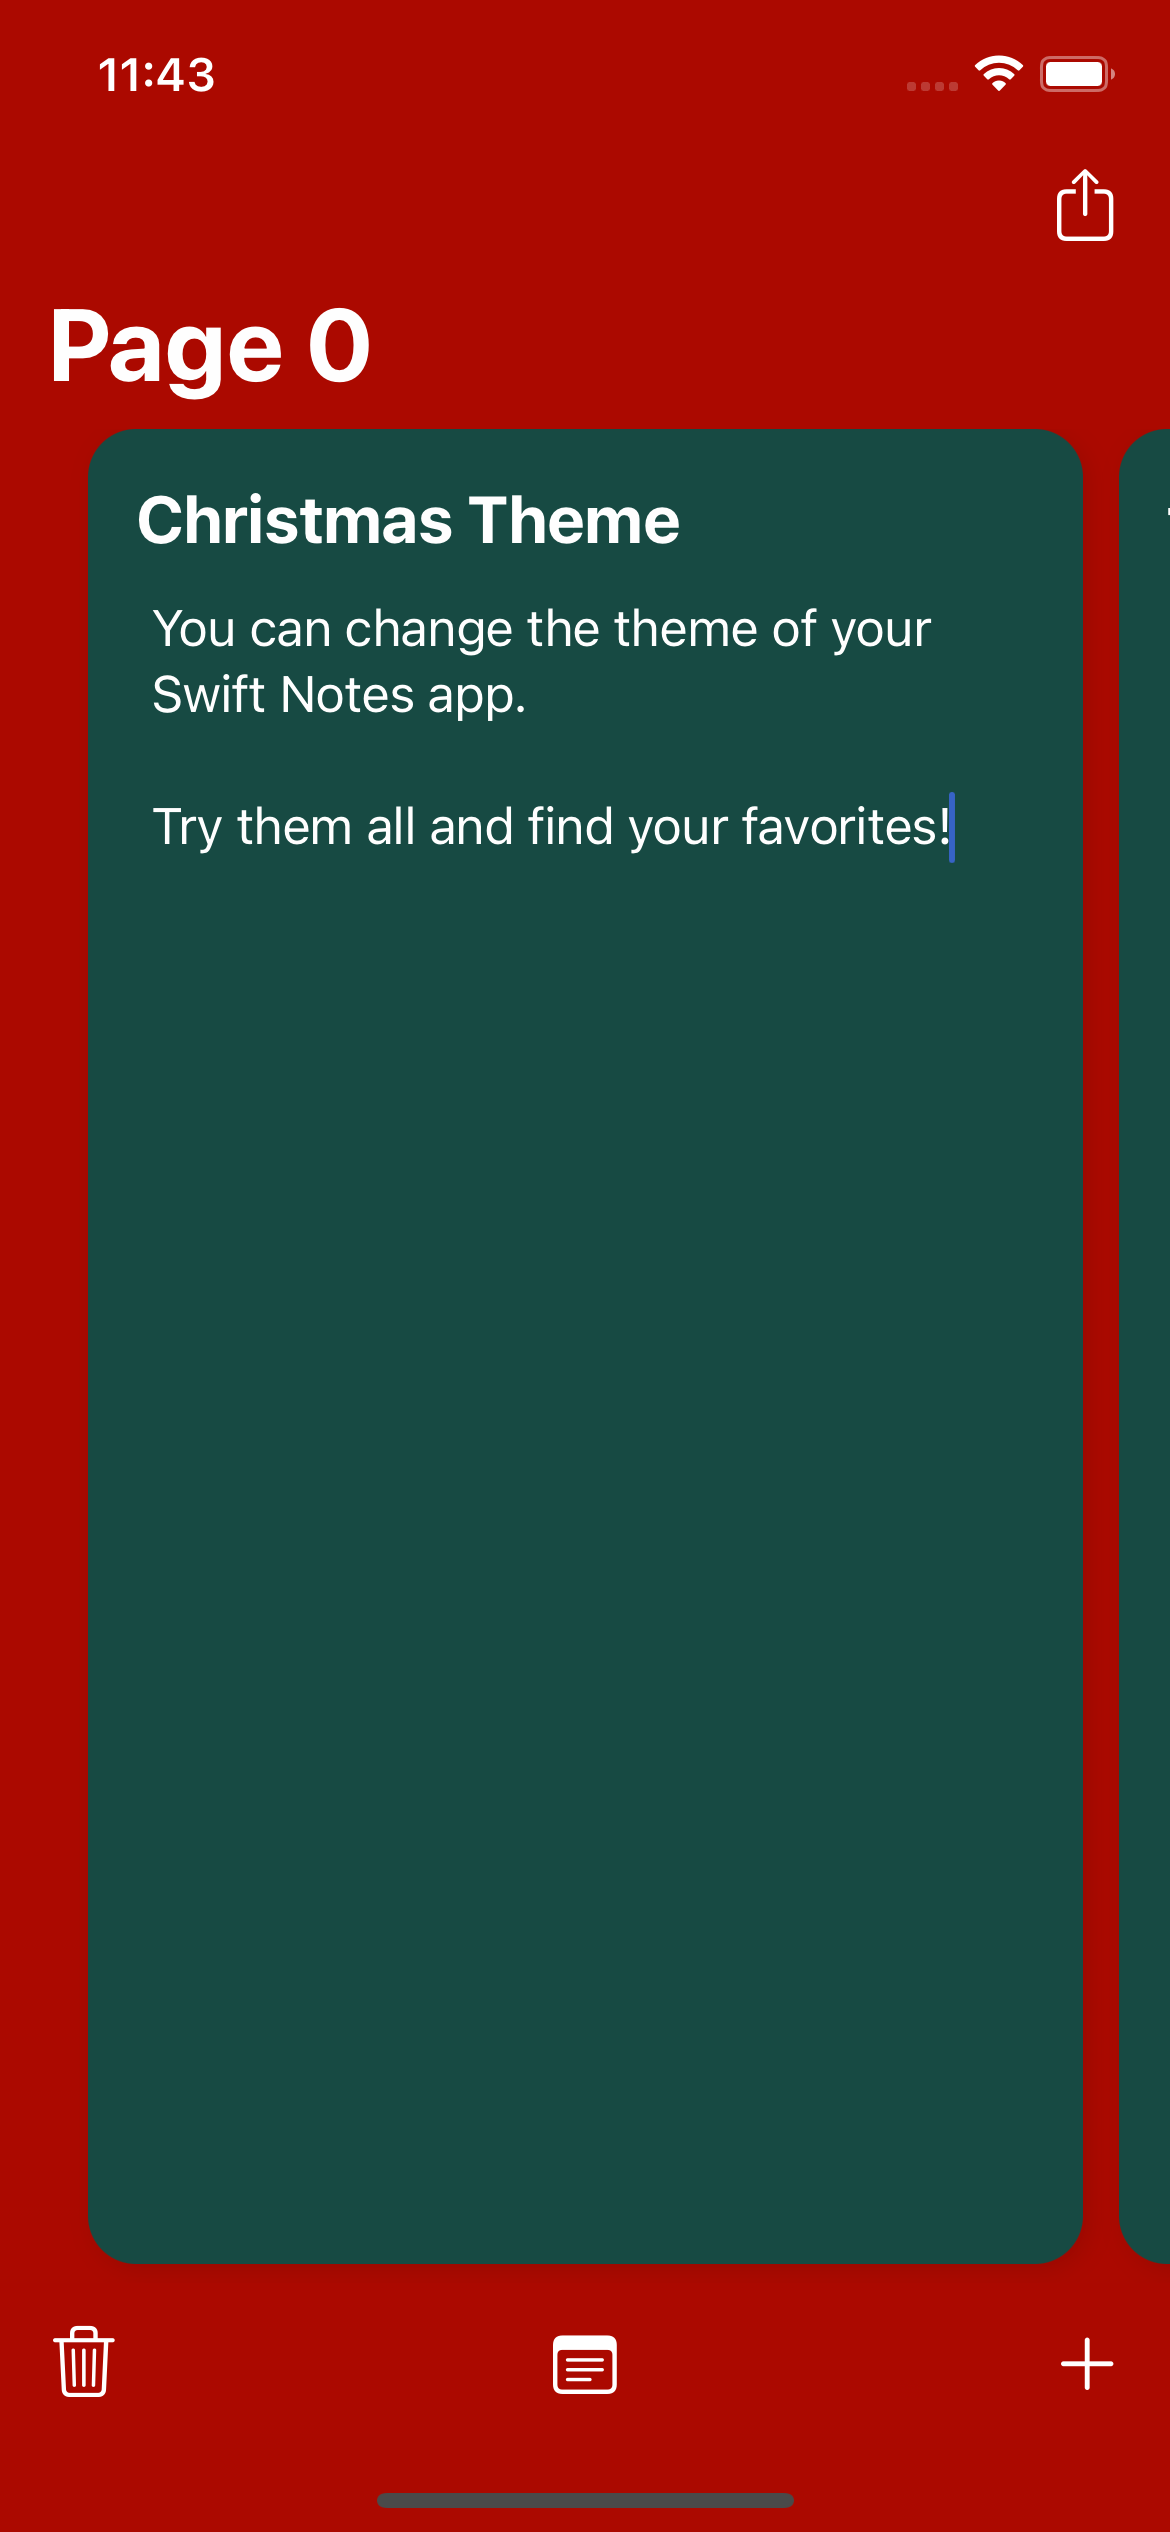 11:43
Page 0
Christmas Theme
You can change the theme of your
Swift Notes app.
Try them all and find your favorites!